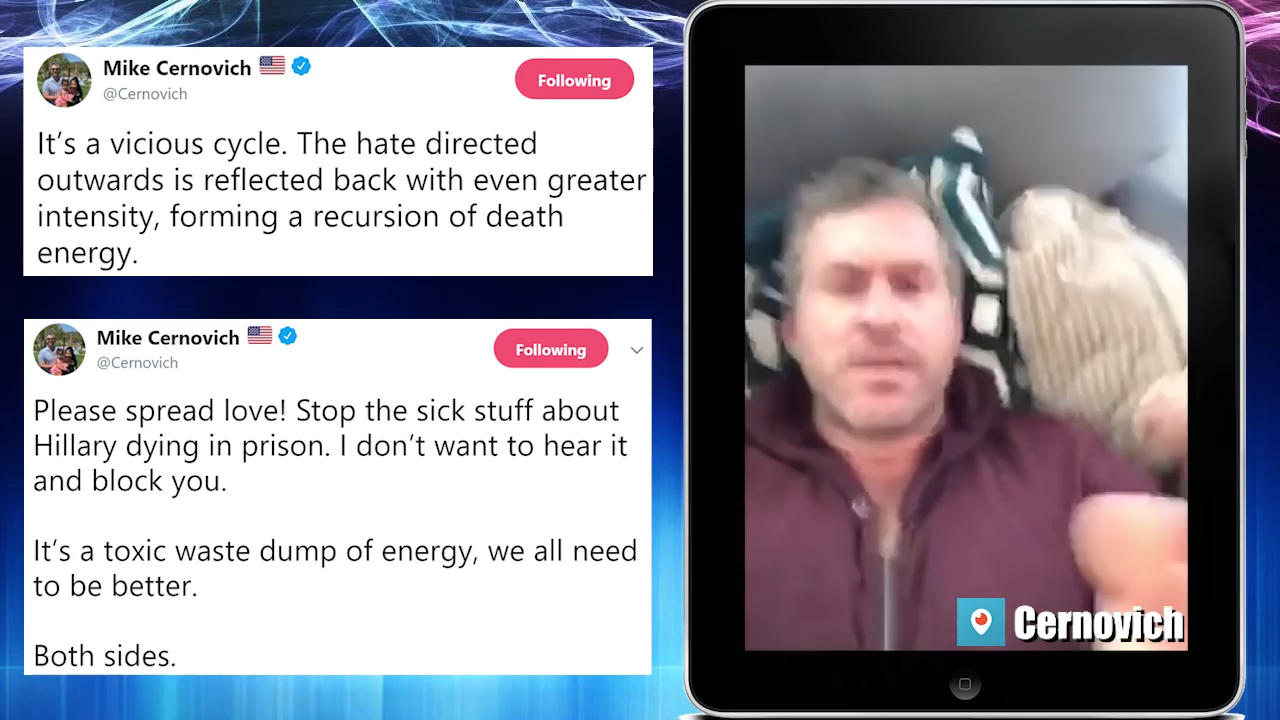 Mike Cernovich
@Cernovich
Following
It’s a vicious cycle. The hate directed
outwards is reflected back with even greater
intensity, forming a recursion of death
energy.
Mike Cernovich
@Cernovich
Following
Please spread love! Stop the sick stuff about
Hillary dying in prison. I don’t want to hear it
and block you.
It’s a toxic waste dump of energy, we all need
to be better.
Both sides.
Cernovich